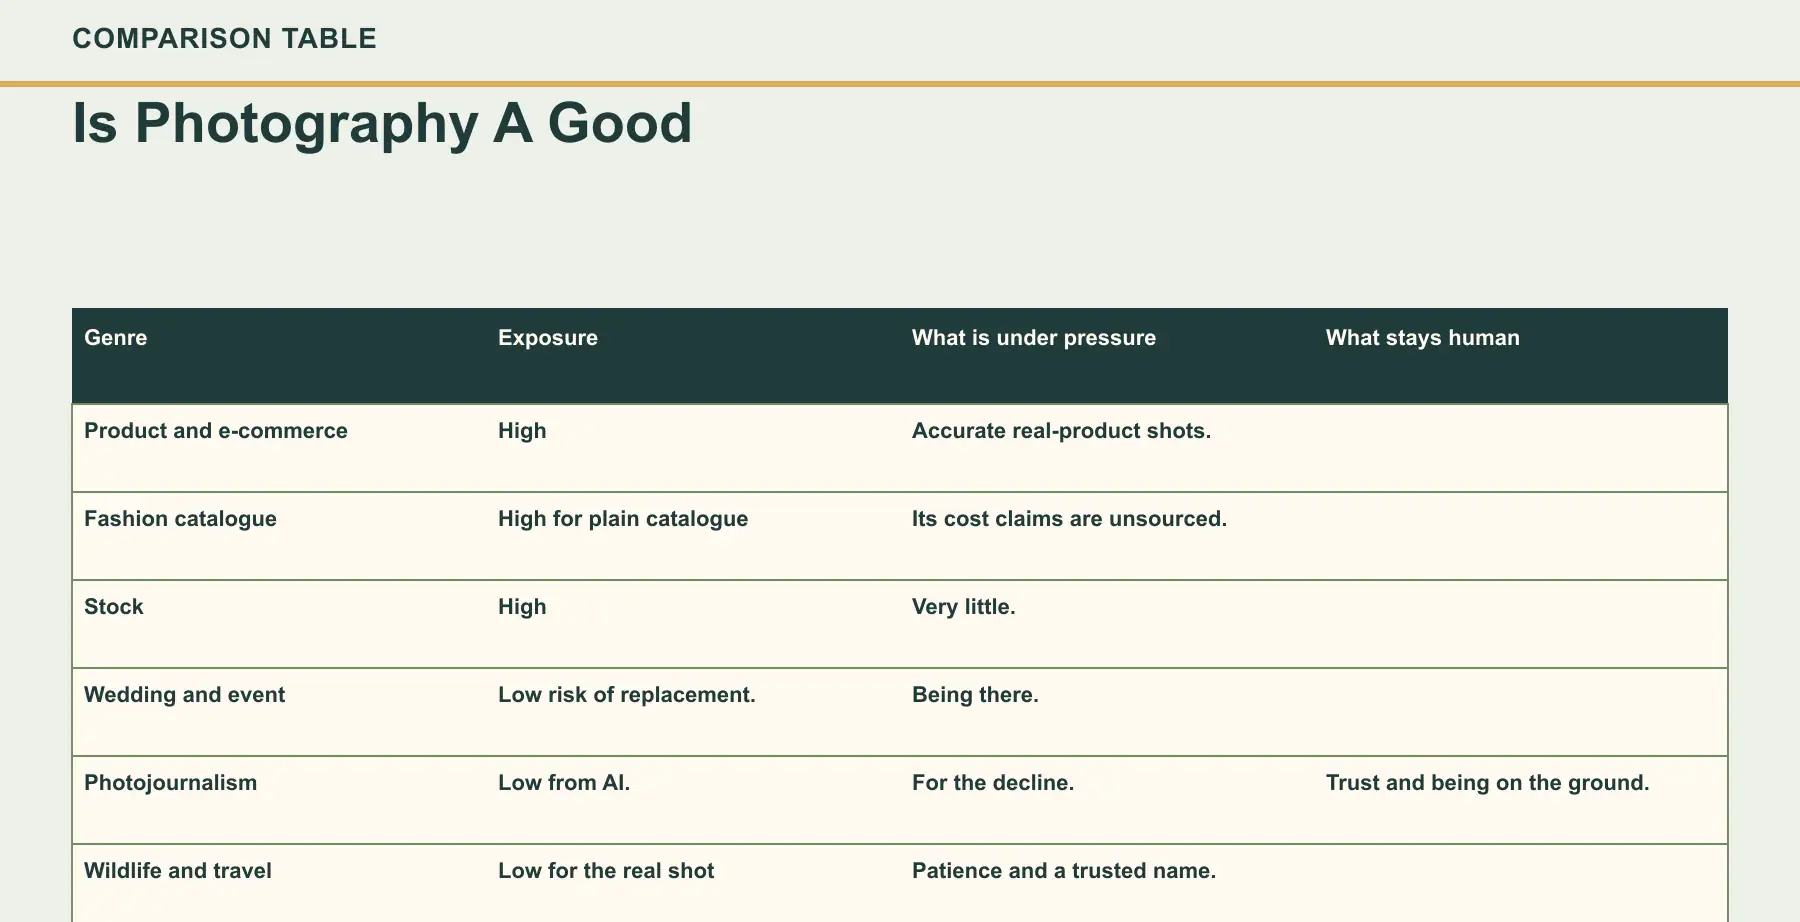 COMPARISON TABLE
Is Photography A Good
Genre Exposure What is under pressure What stays human
Product and e-commerce High Accurate real-product shots.
Fashion catalogue High for plain catalogue Its cost claims are unsourced.
Stock High Very little.
Wedding and event Low risk of replacement. Being there.
Photojournalism Low from AI. For the decline. Trust and being on the ground.
Wildlife and travel Low for the real shot Patience and a trusted name.